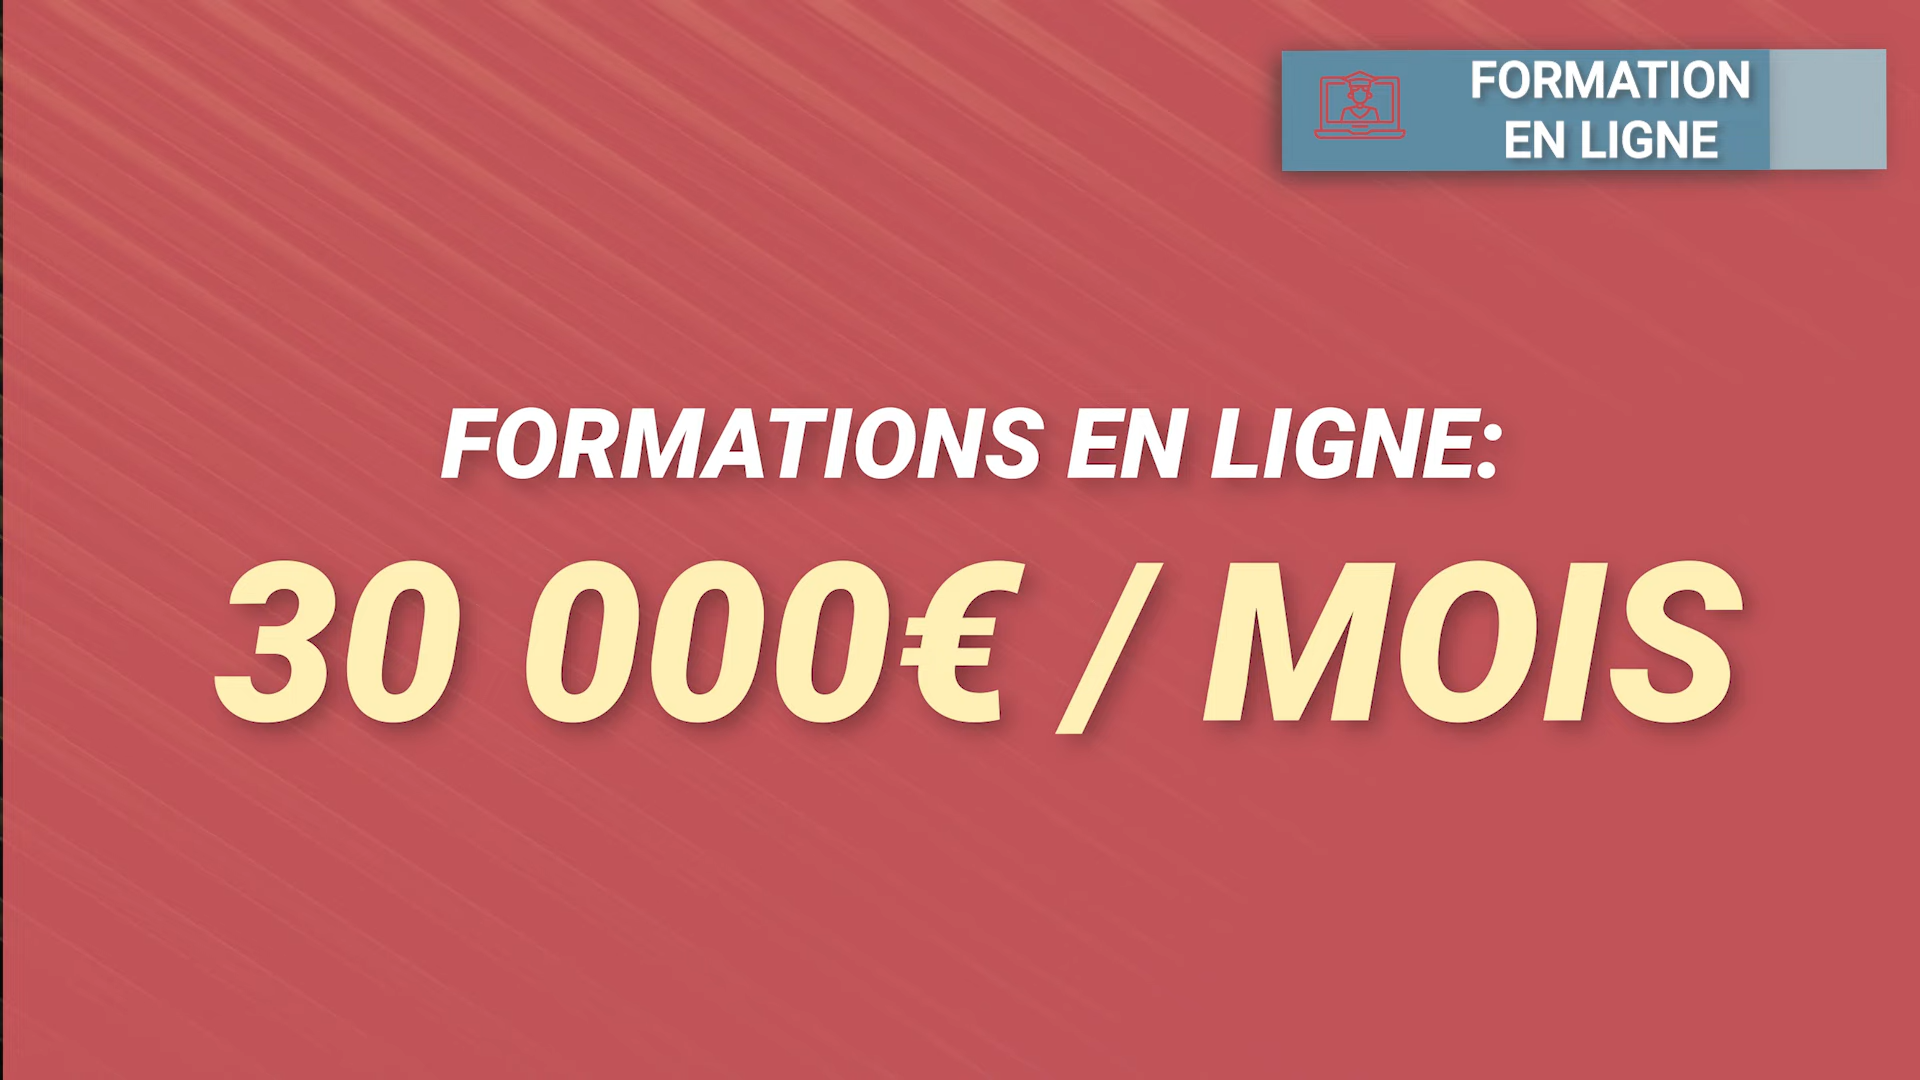 FORMATION
EN LIGNE
FORMATIONS EN LIGNE:
30 000€ / MOIS